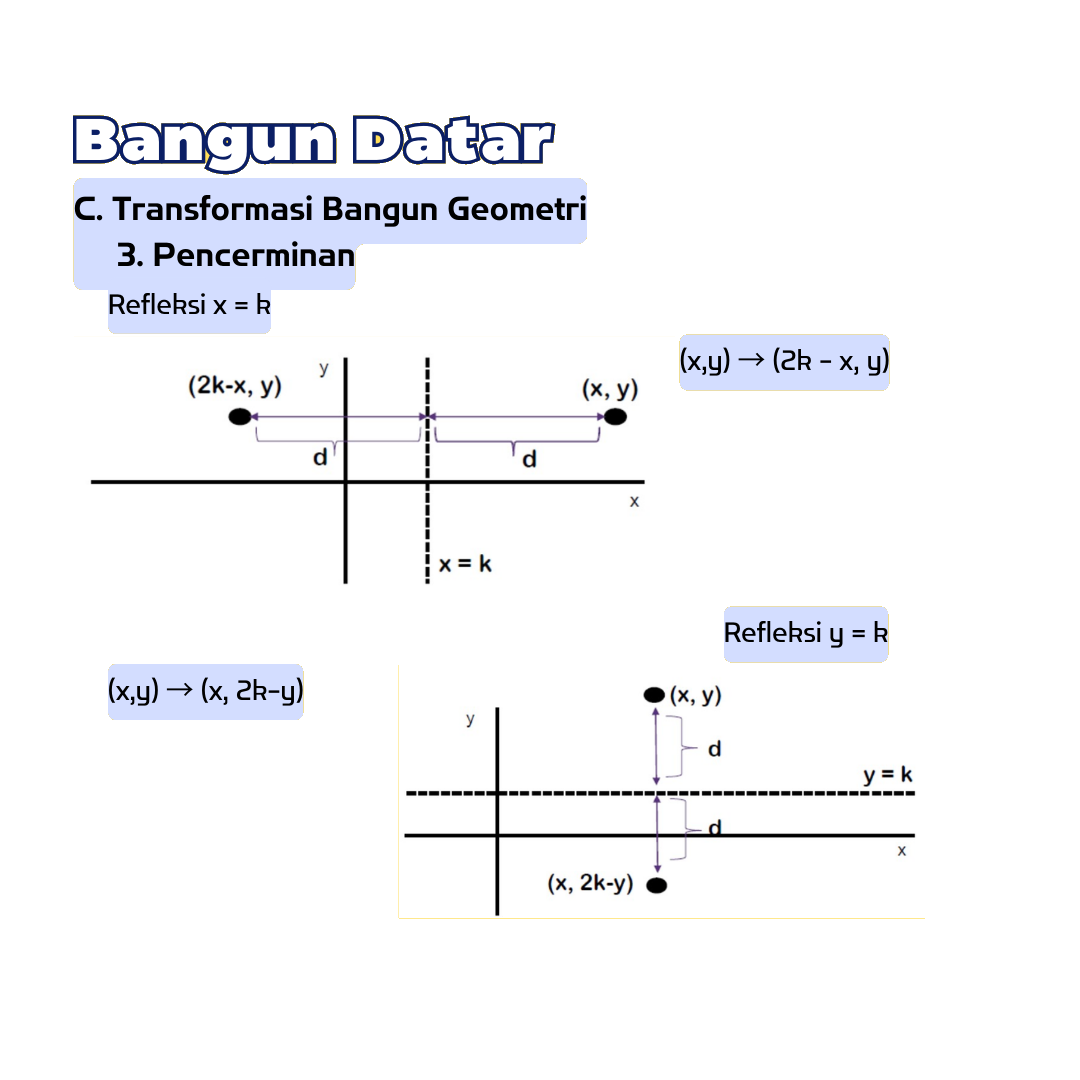 Bangun Datar
C. Transformasi Bangun Geometri
3. Pencerminan
Refleksi x = k
(x,y) → (2k - x, y)
y
(2k-x, y)
(x, y)
d
d
x
x = k
Refleksi y = k
(x,y) → (x, 2k-y)
(x, y)
y
d
y = k
d
x
(x, 2k-y)